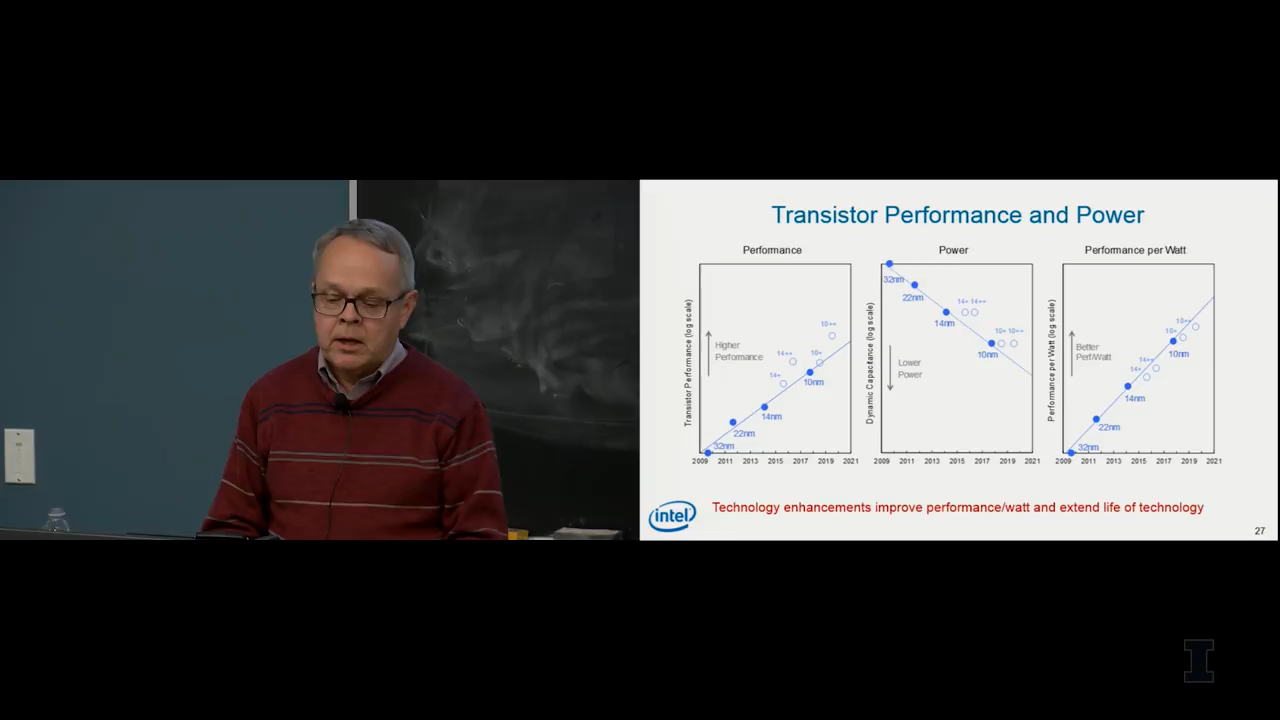 Transistor Performance and Power
Performance
Transistor Performance (log scale)
Higher
Performance
10++
14++
10+
14+
10nm
14nm
22nm
32nm
2009 2011 2013 2015 2017 2019 2021
Power
Dynamic Capacitance (log scale)
32nm
22nm
14+ 14++
14nm
10+ 10++
10nm
Lower
Power
2009 2011 2013 2015 2017 2019 2021
Performance per Watt
Performance per Watt (log scale)
Better
Perf/Watt
10++
10+
10nm
14++
14+
14nm
22nm
32nm
2009 2011 2013 2015 2017 2019 2021
intel
Technology enhancements improve performance/watt and extend life of technology
27
I